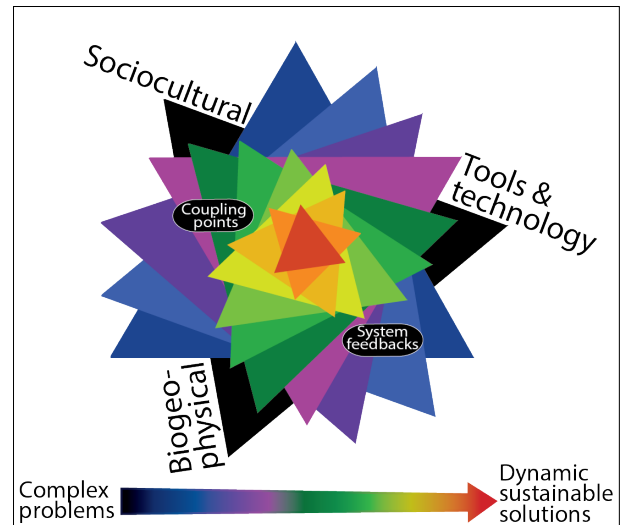 Sociocultural
Tools &
technology
Coupling
points
System
feedbacks
Biogeo-
physical
Complex
problems
Dynamic
sustainable
solutions